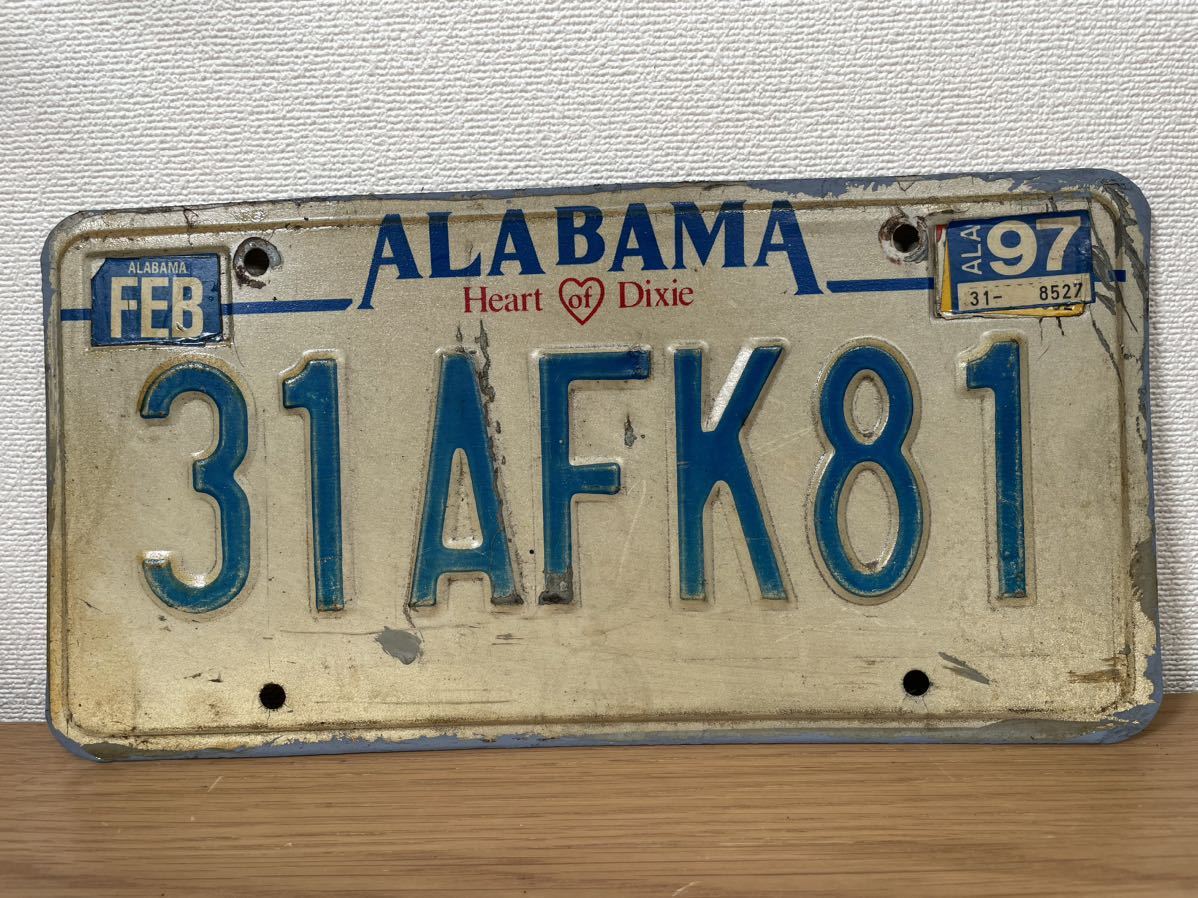 ALABAMA
Heart of Dixie
ALABAMA
FEB
ALA 97
31- 8527
31AFK81